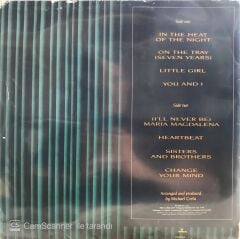 Side one
IN THE HEAT
OF THE NIGHT
ON THE TRAY
(SEVEN YEARS)
LITTLE GIRL
YOU AND I
Side two
(I'LL NEVER BE)
MARIA MAGDALENA
HEARTBEAT
SISTERS
AND BROTHERS
CHANGE
YOUR MIND
Arranged and produced
by Michael Cretu
CS CamScanner ile tarandı